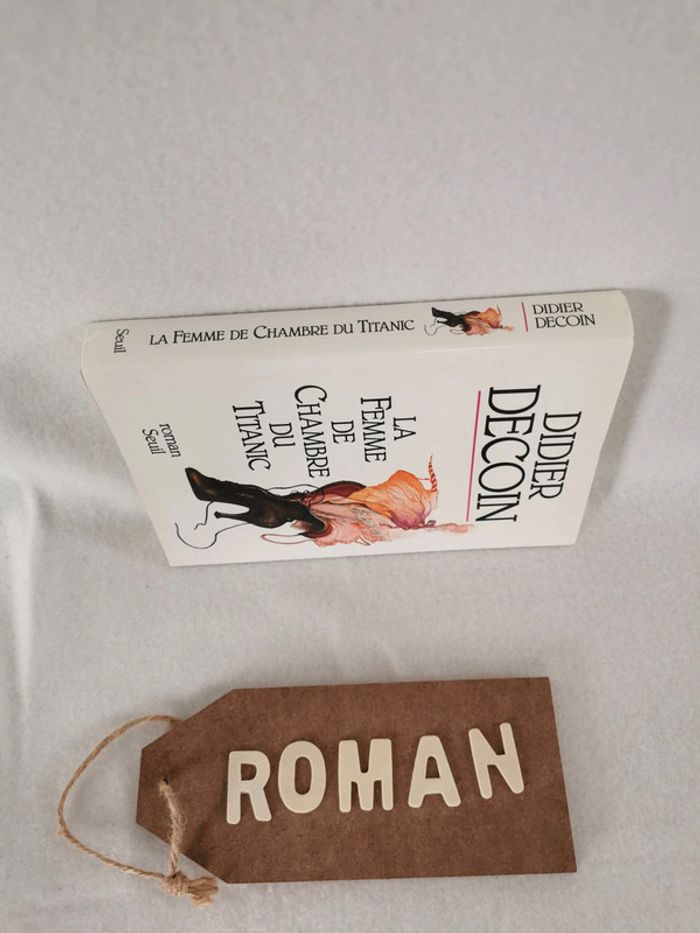 Seuil
LA FEMME DE CHAMBRE DU TITANIC
DIDIER
DECOIN
DIDIER
DECOIN
LA
FEMME
DE
CHAMBRE
DU
TITANIC
roman
Seuil
ROMAN